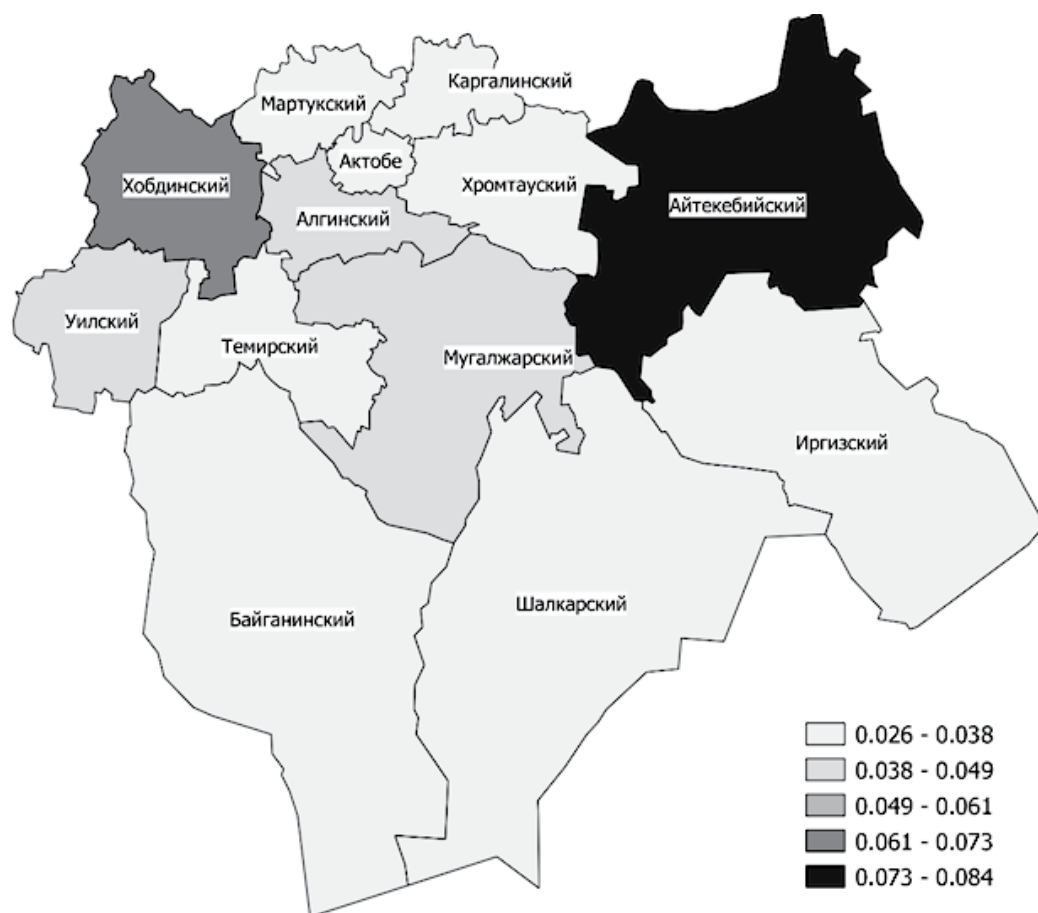 Каргалинский
Мартукский
Актобе
Хобдинский
Хромтауский
Алгинский
Айтекебийский
Уилский
Темирский
Мугалжарский
Иргизский
Шалкарский
Байганинский
0.026 - 0.038
0.038 - 0.049
0.049 - 0.061
0.061 - 0.073
0.073 - 0.084